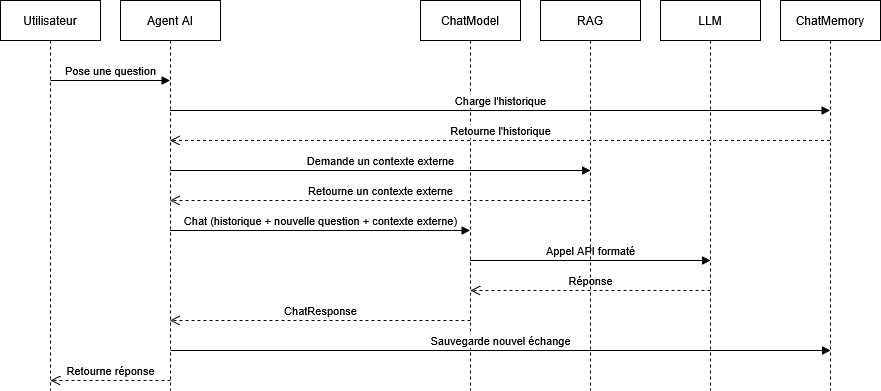 Utilisateur
Agent AI
ChatModel
RAG
LLM
ChatMemory
Pose une question
Charge l'historique
Retourne l'historique
Demande un contexte externe
Retourne un contexte externe
Chat (historique + nouvelle question + contexte externe)
Appel API formaté
Réponse
ChatResponse
Sauvegarde nouvel échange
Retourne réponse